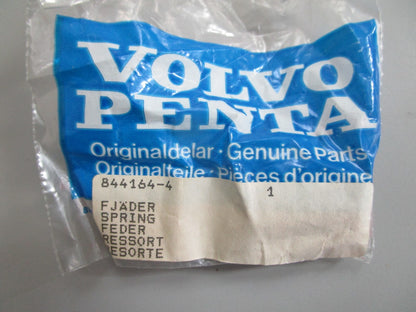 VOLVO
PENTA
Originaldelar · Genuine Parts
Originalteile · Pièces d'origine
844164-4 1
FJÄDER
SPRING
FEDER
RESSORT
RESORTE